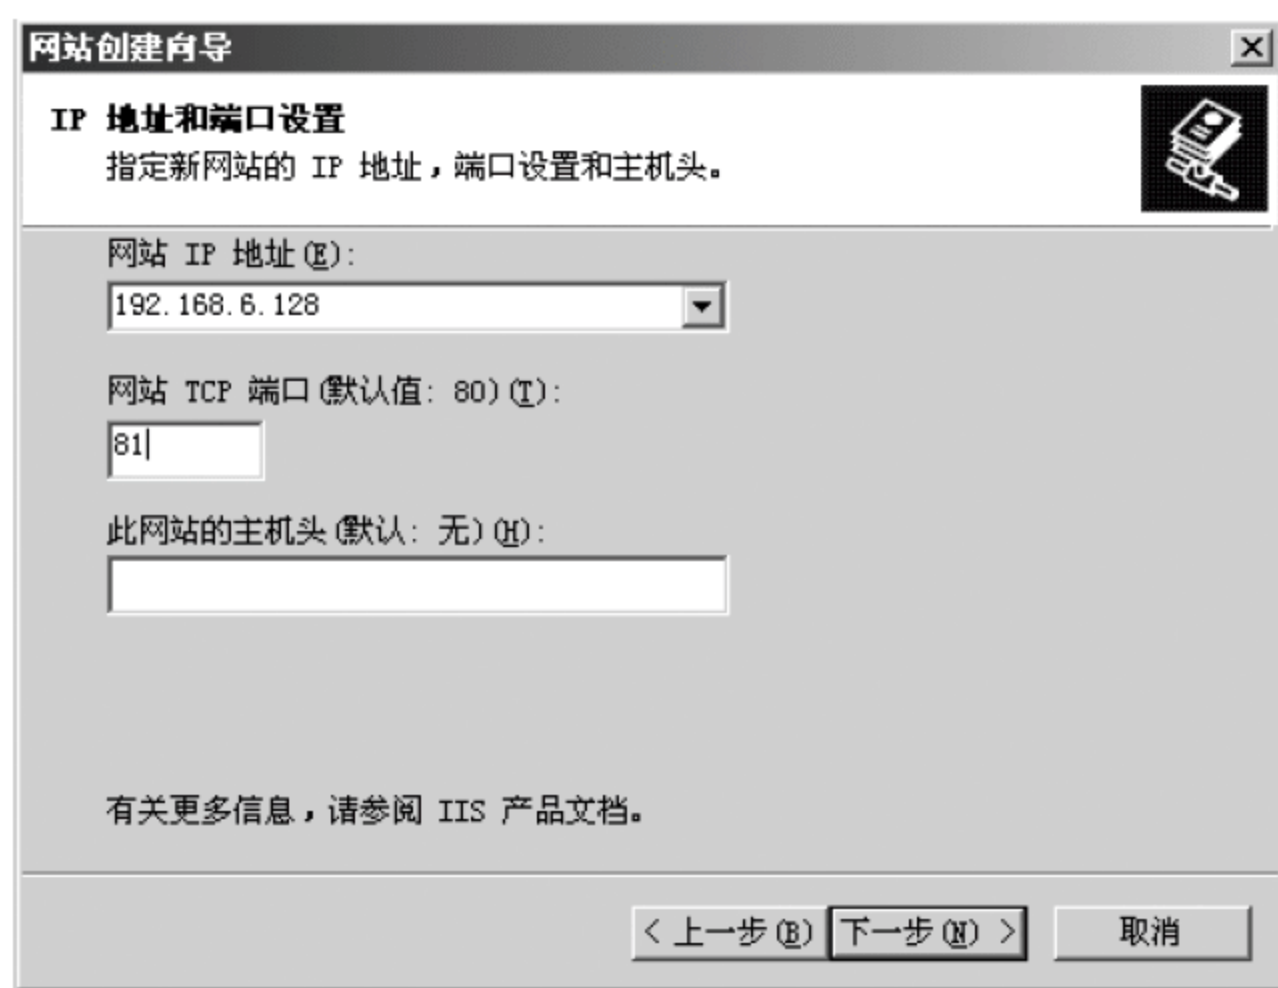 网站创建向导
IP 地址和端口设置
指定新网站的 IP 地址,端口设置和主机头。
网站 IP 地址(E):
192.168.6.128
网站 TCP 端口(默认值: 80)(T):
81
此网站的主机头(默认: 无)(H):
有关更多信息,请参阅 IIS 产品文档。
< 上一步(B) 下一步(N) > 取消